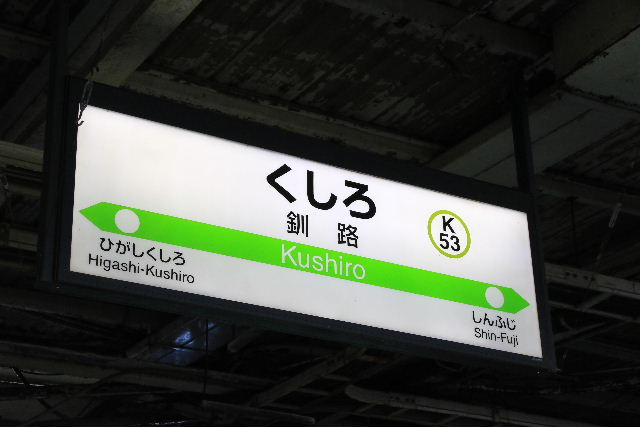 くしろ
釧路
K
53
Kushiro
ひがしくしろ
Higashi-Kushiro
しんふじ
Shin-Fuji